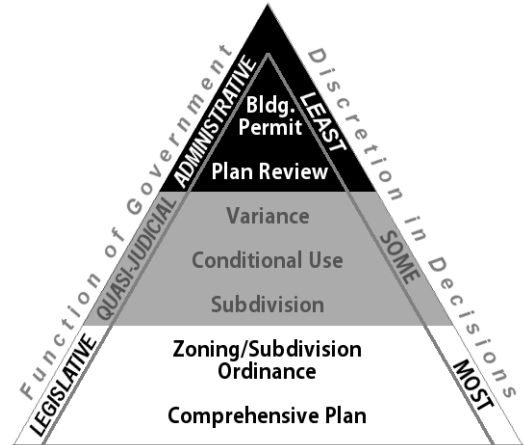 Function of Government
Discretion in Decisions
ADMINISTRATIVE
LEAST
Bldg.
Permit
Plan Review
QUASI-JUDICIAL
SOME
Variance
Conditional Use
Subdivision
LEGISLATIVE
MOST
Zoning/Subdivision
Ordinance
Comprehensive Plan